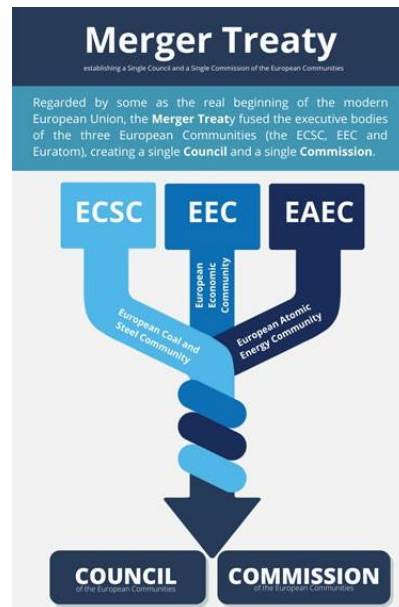 Merger Treaty
establishing a Single Council and a Single Commission of the European Communities
Regarded by some as the real beginning of the modern
European Union, the Merger Treaty fused the executive bodies
of the three European Communities (the ECSC, EEC and
Euratom), creating a single Council and a single Commission.
ECSC
EEC
EAEC
European Coal and
Steel Community
European
Economic
Community
European Atomic
Energy Community
COUNCIL
of the European Communities
COMMISSION
of the European Communities